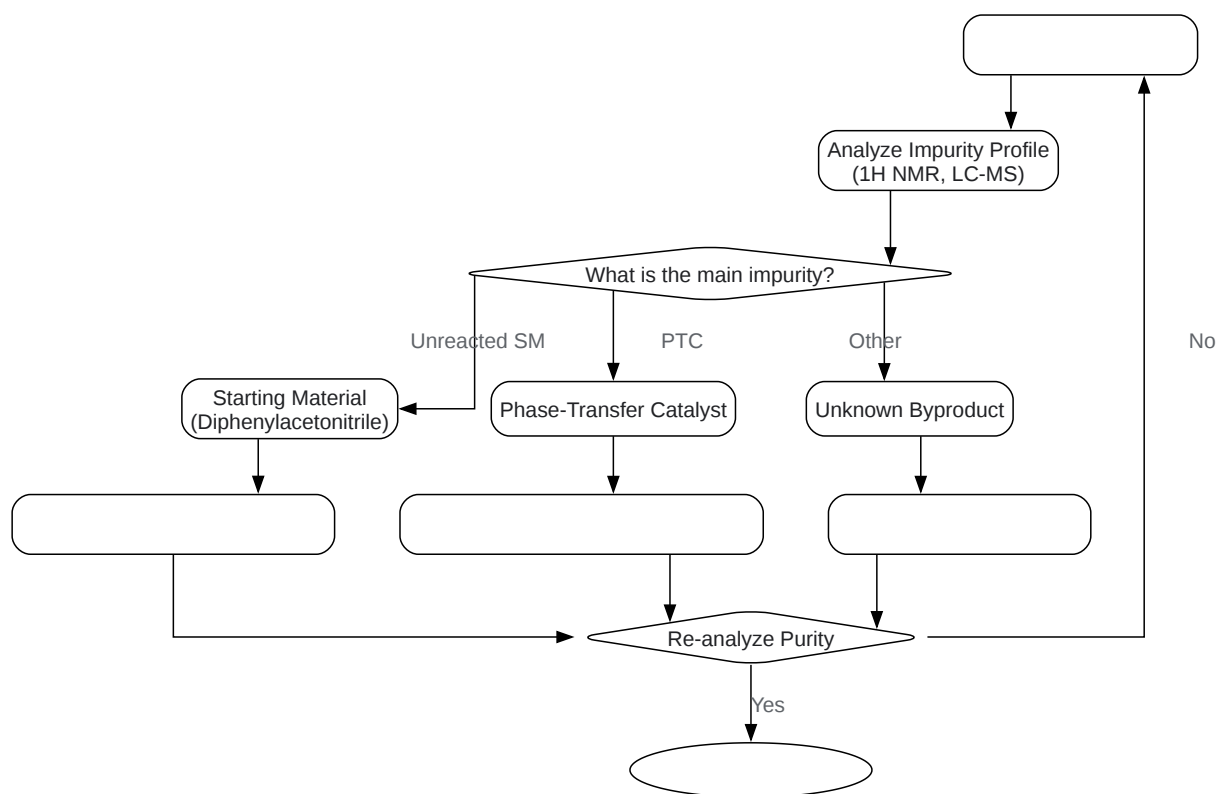 Analyze Impurity Profile
(1H NMR, LC-MS)
What is the main impurity?
Unreacted SM
PTC
Other
No
Starting Material
(Diphenylacetonitrile)
Phase-Transfer Catalyst
Unknown Byproduct
Re-analyze Purity
Yes